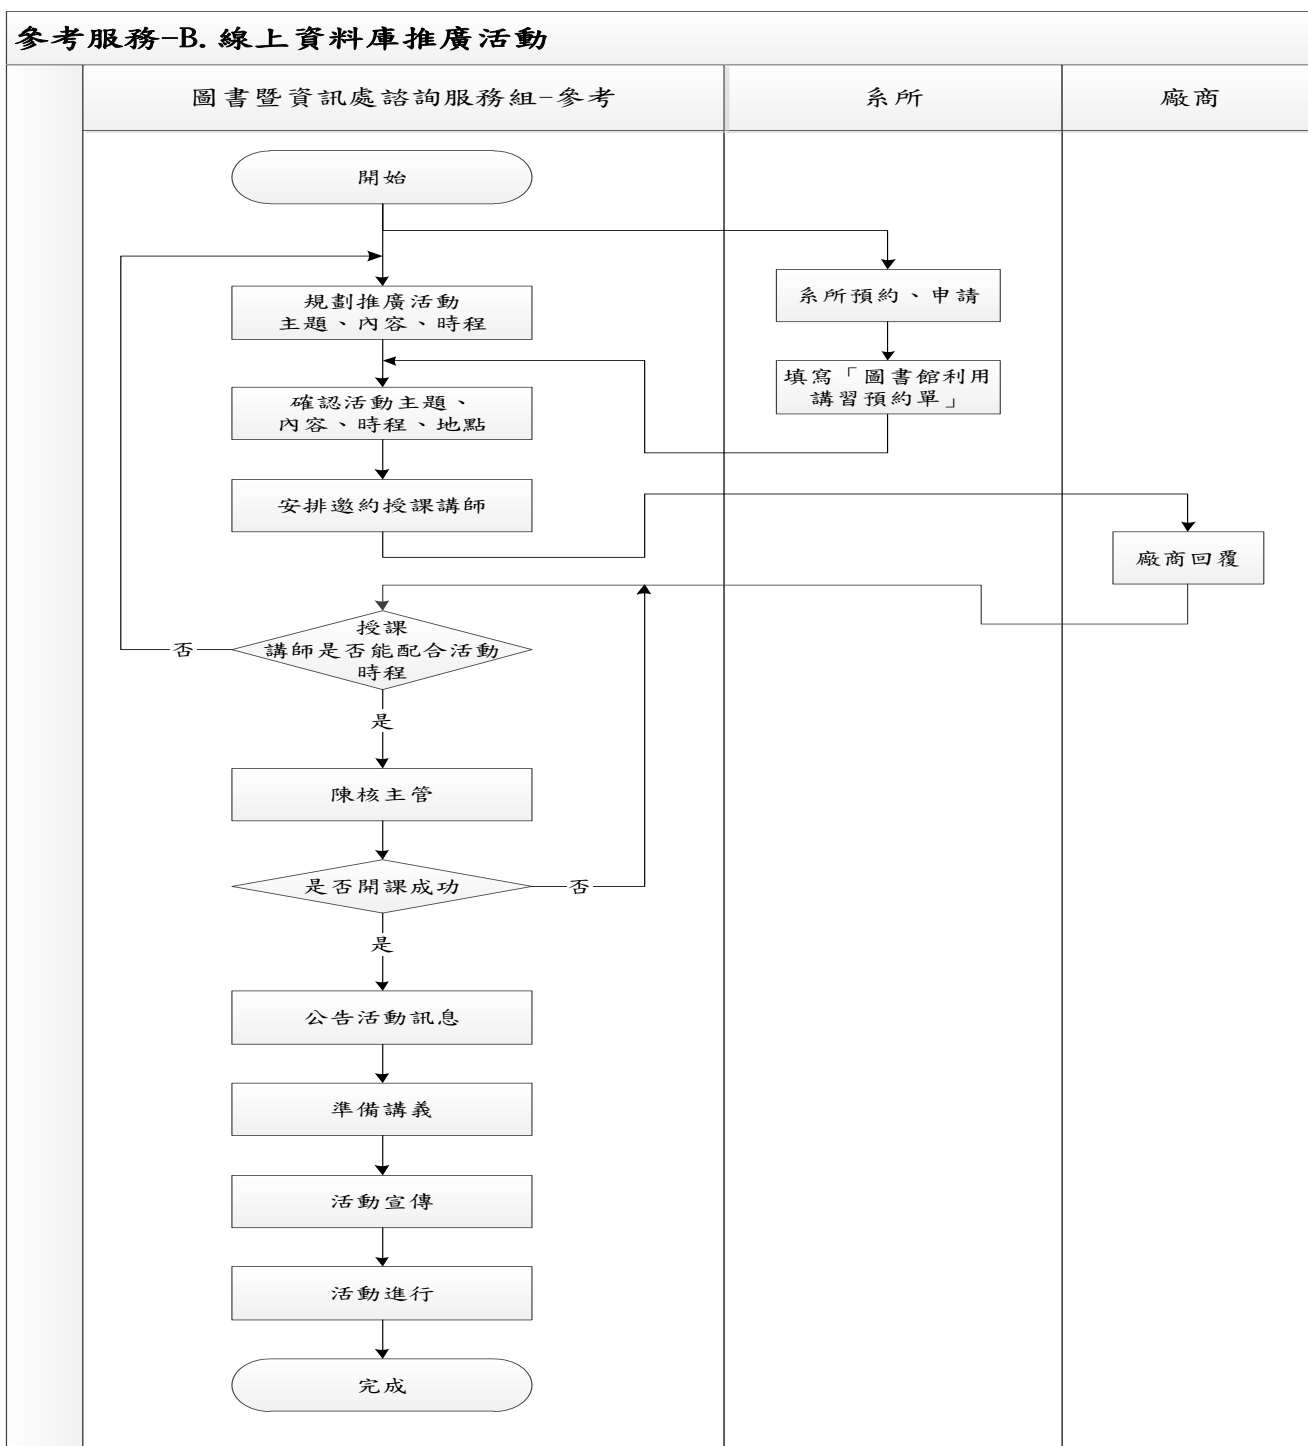 參考服務-B.線上資料庫推廣活動
圖書暨資訊處諮詢服務組-參考
系所
廠商
開始
規劃推廣活動
主題、內容、時程
系所預約、申請
填寫「圖書館利用
講習預約單」
確認活動主題、
內容、時程、地點
安排邀約授課講師
廠商回覆
授課
講師是否能配合活動
時程
否
是
陳核主管
是否開課成功
否
是
公告活動訊息
準備講義
活動宣傳
活動進行
完成